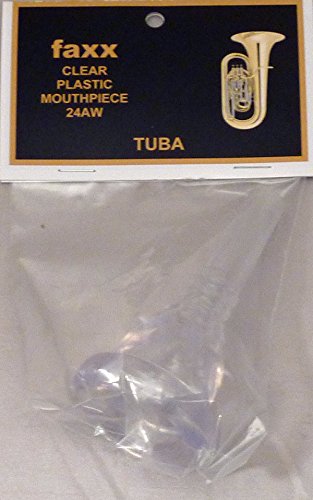 faxx
CLEAR
PLASTIC
MOUTHPIECE
24AW
TUBA